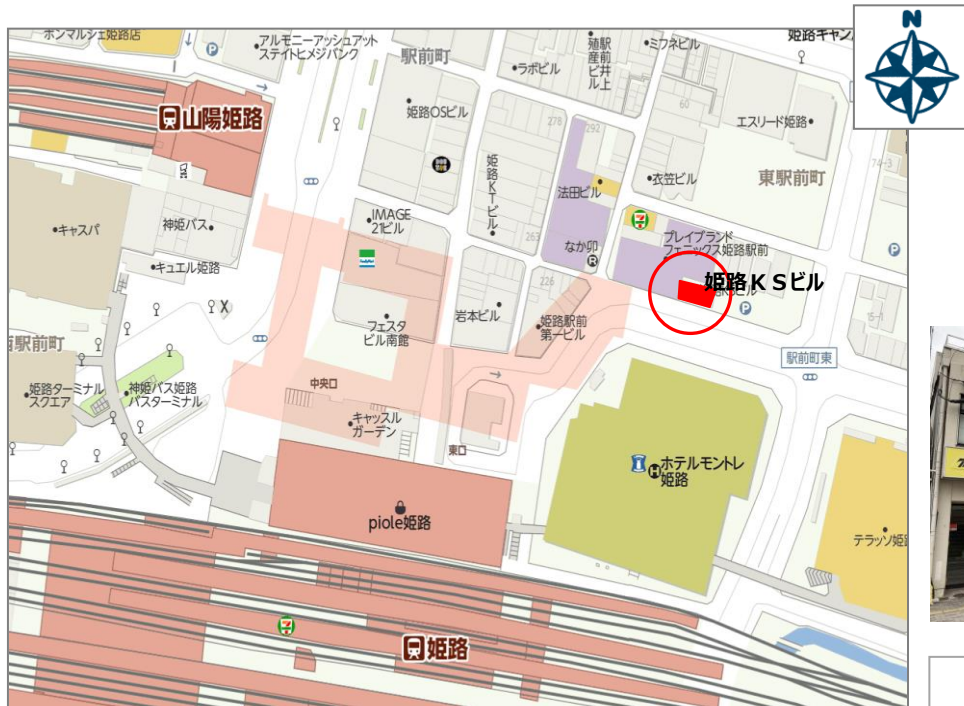 N
ボンマルシェ姫路店
アルモニーアッシュアット
ステイトヒメジバンク
駅前町
駅前
殖産
井上
ビル
ミフネビル
ラボビル
姫路キャン
山陽姫路
姫路OSビル
278
292
60
エスリード姫路
74-3
姫路KTビル
法田ビル
衣笠ビル
東駅前町
キャスパ
神姫バス
キュエル姫路
IMAGE
21ビル
263
なか卯
プレイブランド
フェニックス姫路駅前
姫路KSビル
226
岩本ビル
姫路駅前
第一ビル
フェスタ
ビル南館
15-1
駅前町東
西駅前町
姫路ターミナル
スクエア
神姫バス姫路
バスターミナル
中央口
キャッスル
ガーデン
東口
ホテルモントレ
姫路
piole姫路
テラッソ姫路
姫路